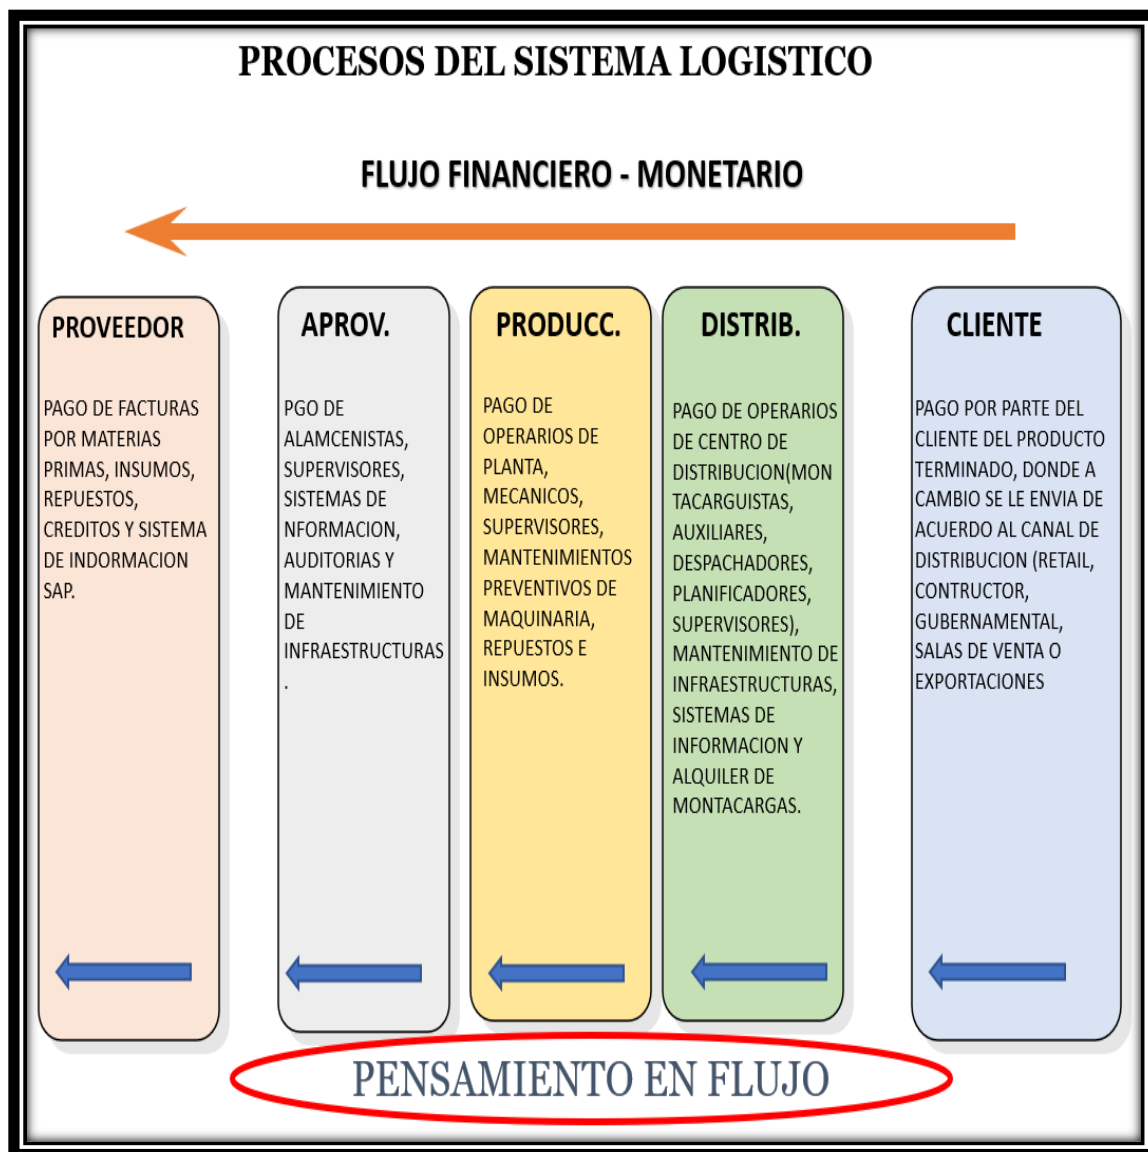 PROCESOS DEL SISTEMA LOGISTICO
FLUJO FINANCIERO - MONETARIO
PROVEEDOR
PAGO DE FACTURAS
POR MATERIAS
PRIMAS, INSUMOS,
REPUESTOS,
CREDITOS Y SISTEMA
DE INDORMACION
SAP.
APROV.
PGO DE
ALAMCENISTAS,
SUPERVISORES,
SISTEMAS DE
NFORMACION,
AUDITORIAS Y
MANTENIMIENTO
DE
INFRAESTRUCTURAS
.
PRODUCC.
PAGO DE
OPERARIOS DE
PLANTA,
MECANICOS,
SUPERVISORES,
MANTENIMIENTOS
PREVENTIVOS DE
MAQUINARIA,
REPUESTOS E
INSUMOS.
DISTRIB.
PAGO DE OPERARIOS
DE CENTRO DE
DISTRIBUCION(MON
TACARGUISTAS,
AUXILIARES,
DESPACHADORES,
PLANIFICADORES,
SUPERVISORES),
MANTENIMIENTO DE
INFRAESTRUCTURAS,
SISTEMAS DE
INFORMACION Y
ALQUILER DE
MONTACARGAS.
CLIENTE
PAGO POR PARTE DEL
CLIENTE DEL PRODUCTO
TERMINADO, DONDE A
CAMBIO SE LE ENVIA DE
ACUERDO AL CANAL DE
DISTRIBUCION (RETAIL,
CONTRUCTOR,
GUBERNAMENTAL,
SALAS DE VENTA O
EXPORTACIONES
PENSAMIENTO EN FLUJO